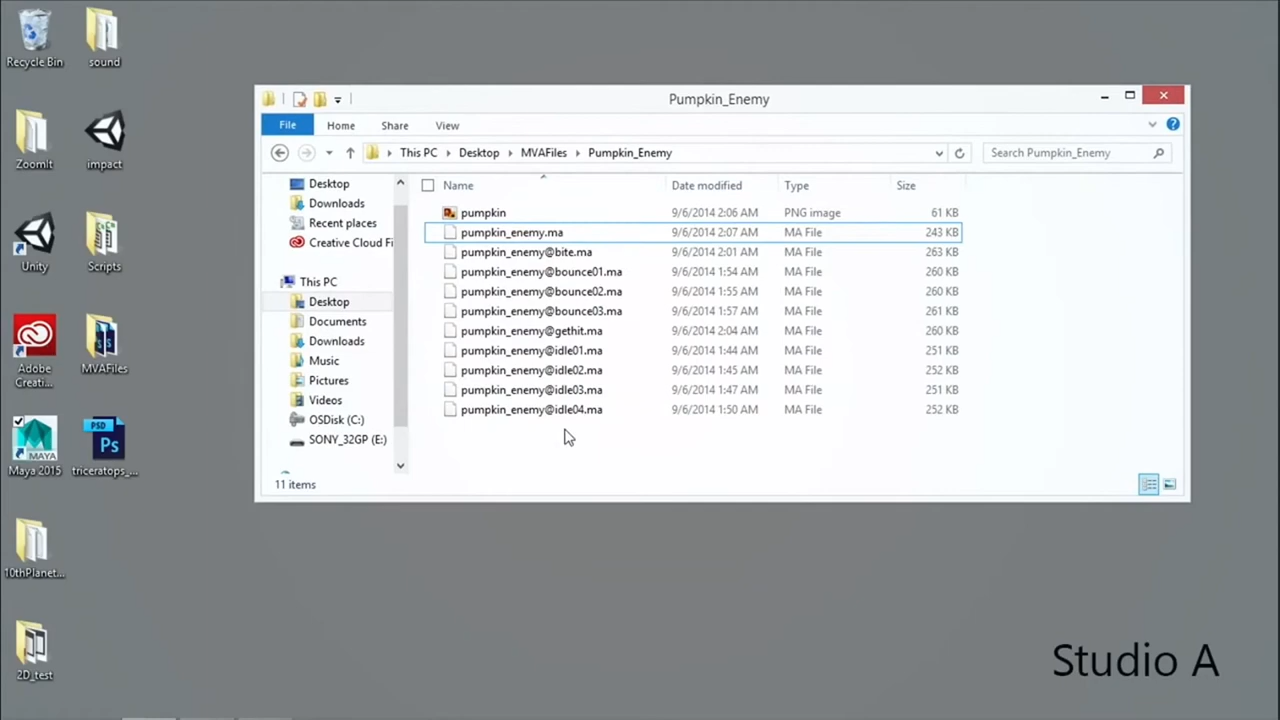 Recycle Bin
sound
ZoomIt
impact
Unity
Scripts
Adobe
Creati...
MVAFiles
Maya 2015
triceratops_...
10thPlanet...
2D_test
MAYA
PSD
Ps
Pumpkin_Enemy
File Home Share View
This PC Desktop MVAFiles Pumpkin_Enemy
Search Pumpkin_Enemy
Desktop
Downloads
Recent places
Creative Cloud Fi
This PC
Desktop
Documents
Downloads
Music
Pictures
Videos
OSDisk (C:)
SONY_32GP (E:)
Name Date modified Type Size
pumpkin 9/6/2014 2:06 AM PNG image 61 KB
pumpkin_enemy.ma 9/6/2014 2:07 AM MA File 243 KB
pumpkin_enemy@bite.ma 9/6/2014 2:01 AM MA File 263 KB
pumpkin_enemy@bounce01.ma 9/6/2014 1:54 AM MA File 260 KB
pumpkin_enemy@bounce02.ma 9/6/2014 1:55 AM MA File 260 KB
pumpkin_enemy@bounce03.ma 9/6/2014 1:57 AM MA File 261 KB
pumpkin_enemy@gethit.ma 9/6/2014 2:04 AM MA File 260 KB
pumpkin_enemy@idle01.ma 9/6/2014 1:44 AM MA File 251 KB
pumpkin_enemy@idle02.ma 9/6/2014 1:45 AM MA File 252 KB
pumpkin_enemy@idle03.ma 9/6/2014 1:47 AM MA File 251 KB
pumpkin_enemy@idle04.ma 9/6/2014 1:50 AM MA File 252 KB
11 items
Studio A